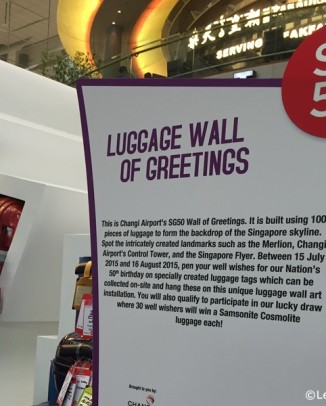 SERVING BREAKFAST
S
5
LUGGAGE WALL
OF GREETINGS
This is Changi Airport's SG50 Wall of Greetings. It is built using 100
pieces of luggage to form the backdrop of the Singapore skyline.
Spot the intricately created landmarks such as the Merlion, Changi
Airport's Control Tower, and the Singapore Flyer. Between 15 July
2015 and 16 August 2015, pen your well wishes for our Nation's
50th birthday on specially created luggage tags which can be
collected on-site and hang these on this unique luggage wall art
installation. You will also qualify to participate in our lucky draw
where 30 well wishers will win a Samsonite Cosmolite
luggage each!
Brought to you by:
CHAN
©Le